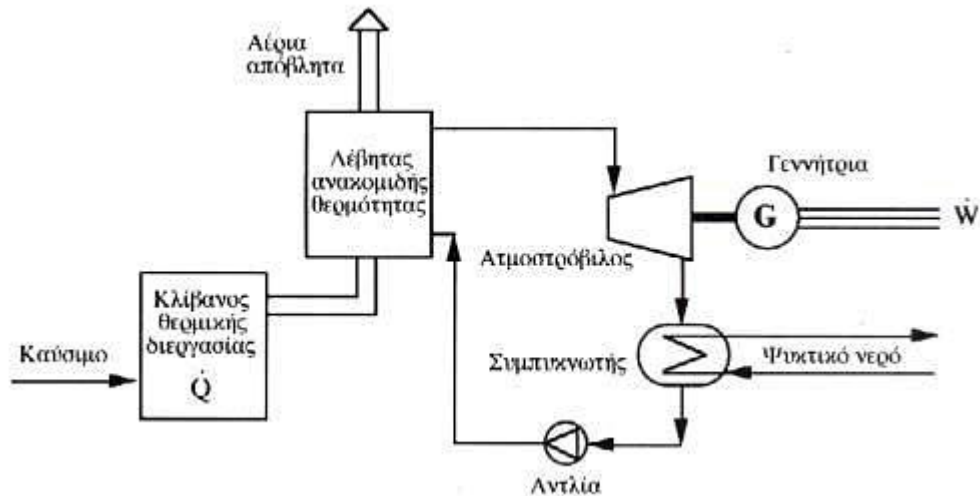 Αέρια
απόβλητα
Λέβητας
ανακομιδής
θερμότητας
Γεννήτρια
G
Ẇ
Ατμοστρόβιλος
Κλίβανος
θερμικής
διεργασίας
Q̇
Καύσιμο
Συμπυκνωτής
Ψυκτικό νερό
Αντλία